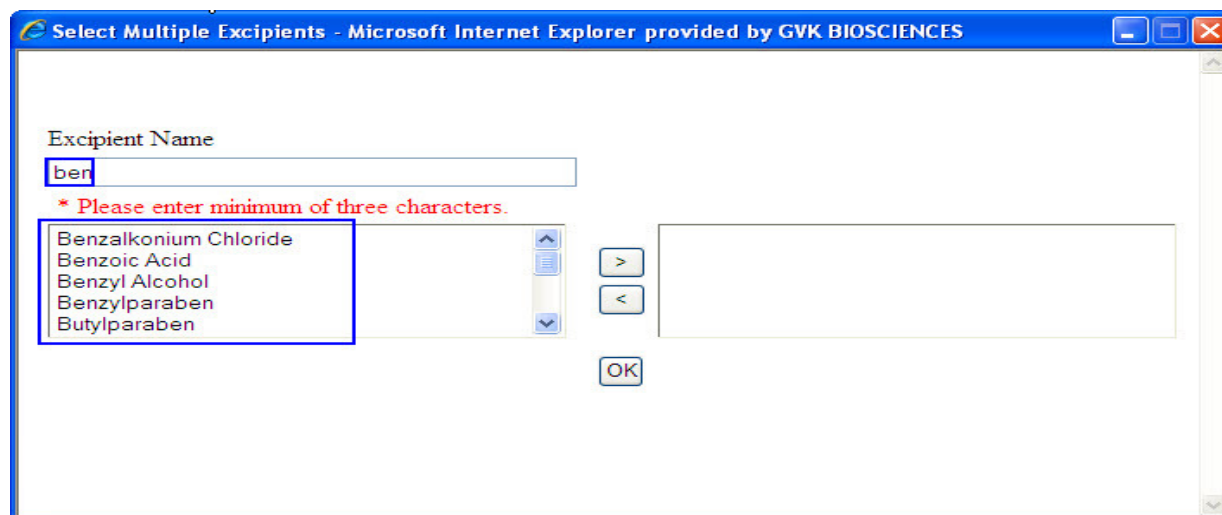 Select Multiple Excipients - Microsoft Internet Explorer provided by GVK BIOSCIENCES
Excipient Name
ben
* Please enter minimum of three characters.
Benzalkonium Chloride
Benzoic Acid
Benzyl Alcohol
Benzylparaben
Butylparaben
>
<
OK